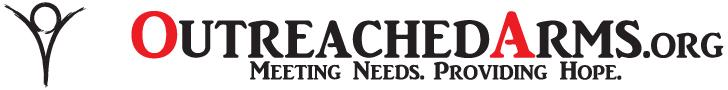 OutreachedArms.org
Meeting Needs. Providing Hope.